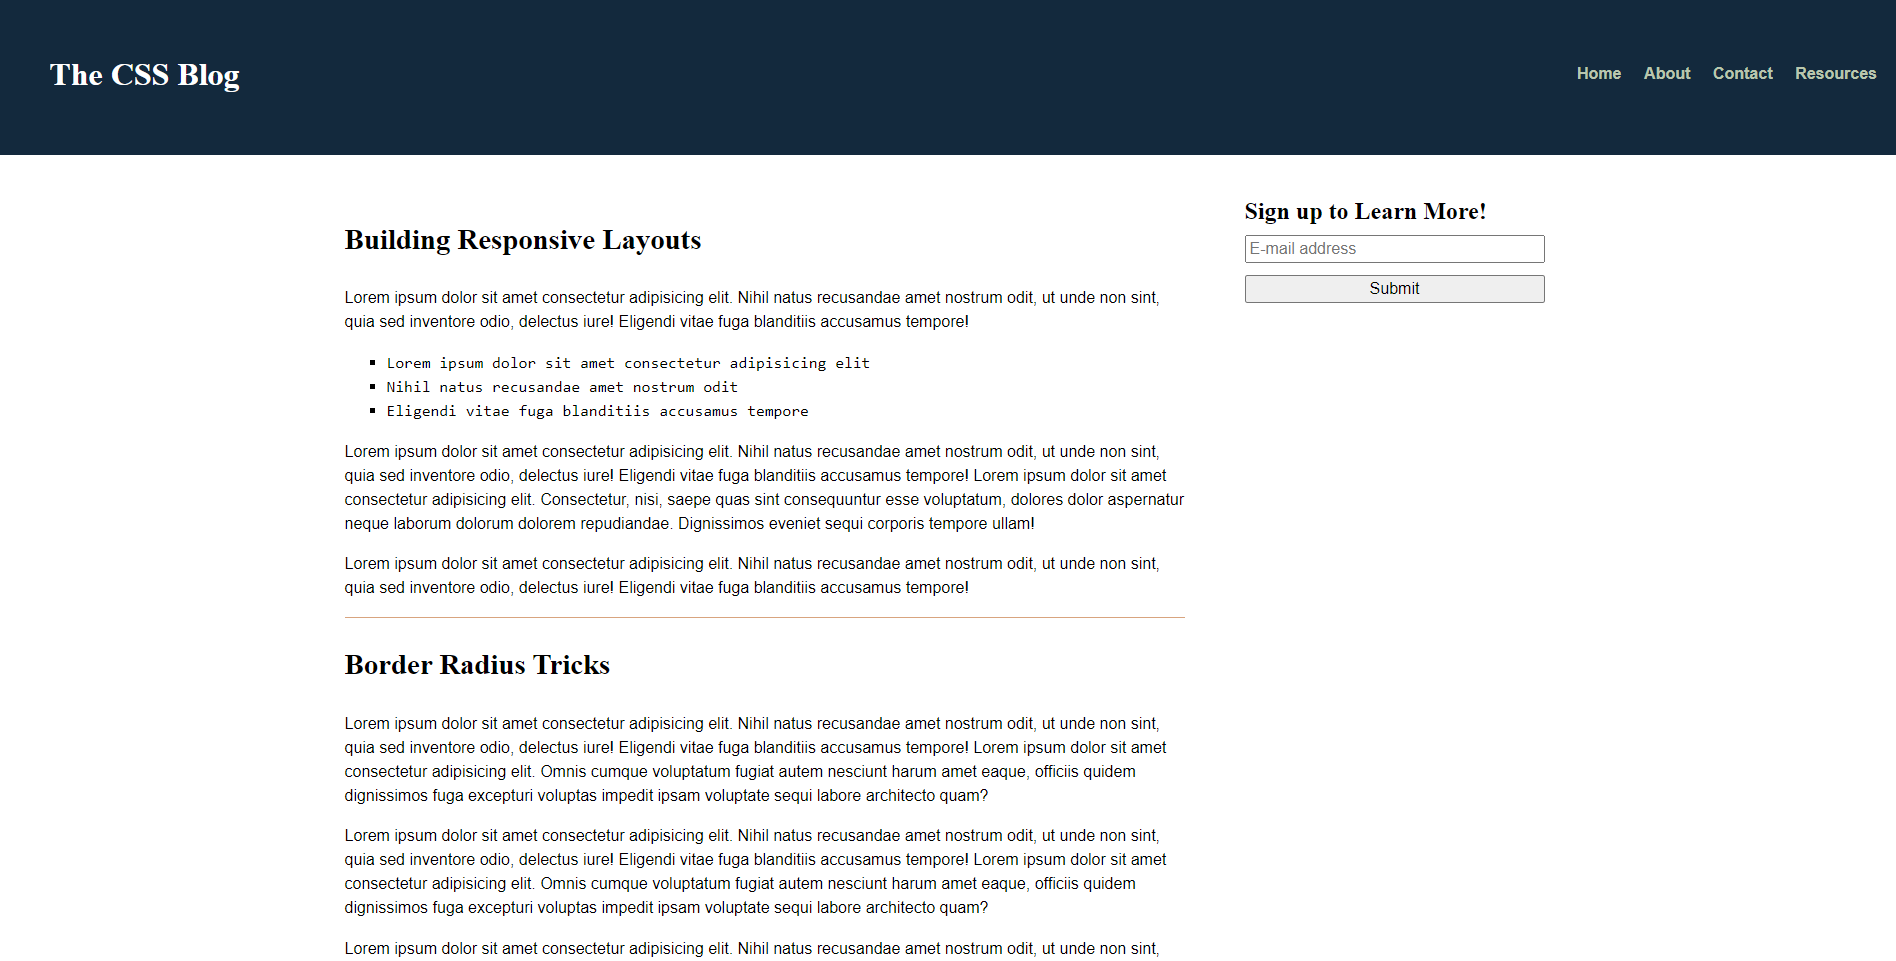 The CSS Blog
Home About Contact Resources
Building Responsive Layouts
Lorem ipsum dolor sit amet consectetur adipisicing elit. Nihil natus recusandae amet nostrum odit, ut unde non sint,
quia sed inventore odio, delectus iure! Eligendi vitae fuga blanditiis accusamus tempore!
Lorem ipsum dolor sit amet consectetur adipisicing elit
Nihil natus recusandae amet nostrum odit
Eligendi vitae fuga blanditiis accusamus tempore
Lorem ipsum dolor sit amet consectetur adipisicing elit. Nihil natus recusandae amet nostrum odit, ut unde non sint,
quia sed inventore odio, delectus iure! Eligendi vitae fuga blanditiis accusamus tempore! Lorem ipsum dolor sit amet
consectetur adipisicing elit. Consectetur, nisi, saepe quas sint consequuntur esse voluptatum, dolores dolor aspernatur
neque laborum dolorum dolorem repudiandae. Dignissimos eveniet sequi corporis tempore ullam!
Lorem ipsum dolor sit amet consectetur adipisicing elit. Nihil natus recusandae amet nostrum odit, ut unde non sint,
quia sed inventore odio, delectus iure! Eligendi vitae fuga blanditiis accusamus tempore!
Border Radius Tricks
Lorem ipsum dolor sit amet consectetur adipisicing elit. Nihil natus recusandae amet nostrum odit, ut unde non sint,
quia sed inventore odio, delectus iure! Eligendi vitae fuga blanditiis accusamus tempore! Lorem ipsum dolor sit amet
consectetur adipisicing elit. Omnis cumque voluptatum fugiat autem nesciunt harum amet eaque, officiis quidem
dignissimos fuga excepturi voluptas impedit ipsam voluptate sequi labore architecto quam?
Lorem ipsum dolor sit amet consectetur adipisicing elit. Nihil natus recusandae amet nostrum odit, ut unde non sint,
quia sed inventore odio, delectus iure! Eligendi vitae fuga blanditiis accusamus tempore! Lorem ipsum dolor sit amet
consectetur adipisicing elit. Omnis cumque voluptatum fugiat autem nesciunt harum amet eaque, officiis quidem
dignissimos fuga excepturi voluptas impedit ipsam voluptate sequi labore architecto quam?
Lorem ipsum dolor sit amet consectetur adipisicing elit. Nihil natus recusandae amet nostrum odit, ut unde non sint,
Sign up to Learn More!
E-mail address
Submit